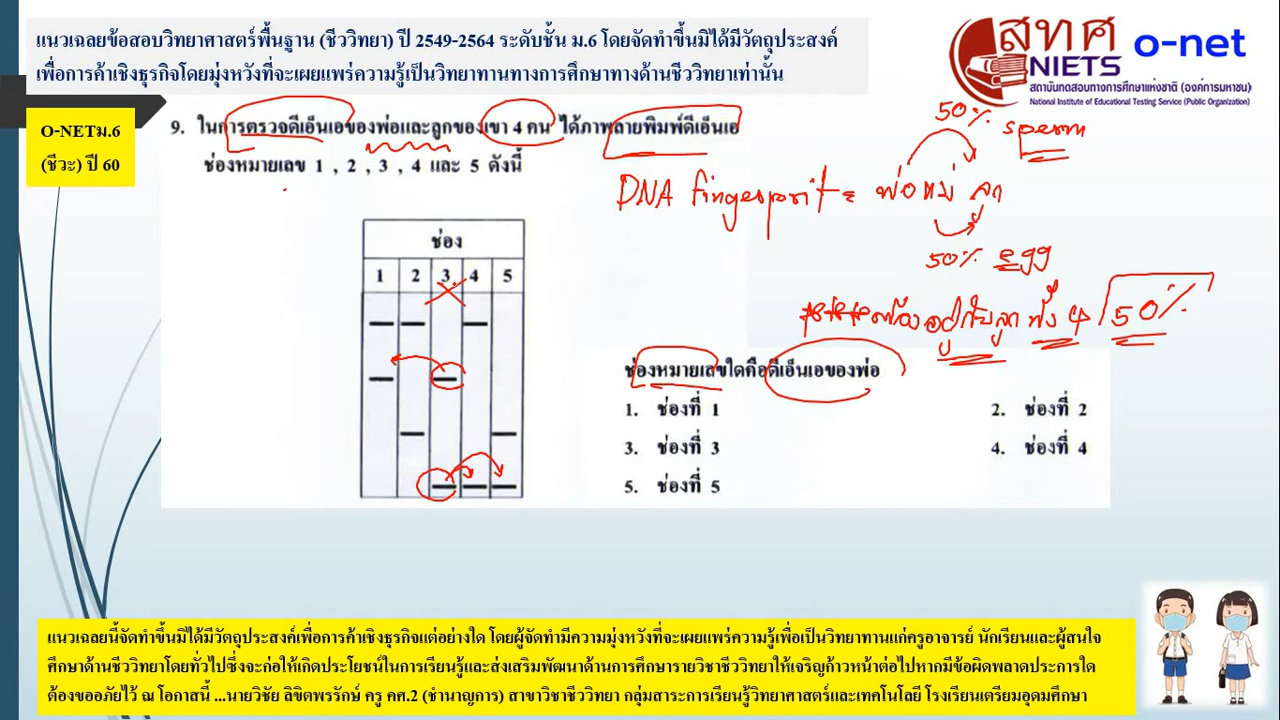 แนวเฉลยข้อสอบวิทยาศาสตร์พื้นฐาน (ชีววิทยา) ปี 2549-2564 ระดับชั้น ม.6 โดยจัดทำขึ้นมิได้มีวัตถุประสงค์
เพื่อการค้าเชิงธุรกิจโดยมุ่งหวังที่จะเผยแพร่ความรู้เป็นวิทยาทานทางการศึกษาทางด้านชีววิทยาเท่านั้น
สทศ
NIETS
o-net
สถาบันทดสอบทางการศึกษาแห่งชาติ (องค์การมหาชน)
National Institute of Educational Testing Service (Public Organization)
O-NETม.6
(ชีวะ) ปี 60
9. ในการตรวจดีเอ็นเอของพ่อและลูกของเขา 4 คน ได้ภาพลายพิมพ์ดีเอ็นเอ
ช่องหมายเลข 1 , 2 , 3 , 4 และ 5 ดังนี้
50% sperm
DNA fingerprint = พ่อ แม่ ลูก
50% egg
ต้องอยู่กับลูกทั้ง 4 50%
ช่อง
1 2 3 4 5
ช่องหมายเลขใดคือดีเอ็นเอของพ่อ
1. ช่องที่ 1
2. ช่องที่ 2
3. ช่องที่ 3
4. ช่องที่ 4
5. ช่องที่ 5
แนวเฉลยนี้จัดทำขึ้นมิได้มีวัตถุประสงค์เพื่อการค้าเชิงธุรกิจแต่อย่างใด โดยผู้จัดทำมีความมุ่งหวังที่จะเผยแพร่ความรู้เพื่อเป็นวิทยาทานแก่ครูอาจารย์ นักเรียนและผู้สนใจ
ศึกษาด้านชีววิทยาโดยทั่วไปซึ่งจะก่อให้เกิดประโยชน์ในการเรียนรู้และส่งเสริมพัฒนาด้านการศึกษารายวิชาชีววิทยาให้เจริญก้าวหน้าต่อไปหากมีข้อผิดพลาดประการใด
ต้องขออภัยไว้ ณ โอกาสนี้ ...นายวิชัย ลิขิตพรรักษ์ ครู คศ.2 (ชำนาญการ) สาขาวิชาชีววิทยา กลุ่มสาระการเรียนรู้วิทยาศาสตร์และเทคโนโลยี โรงเรียนเตรียมอุดมศึกษา